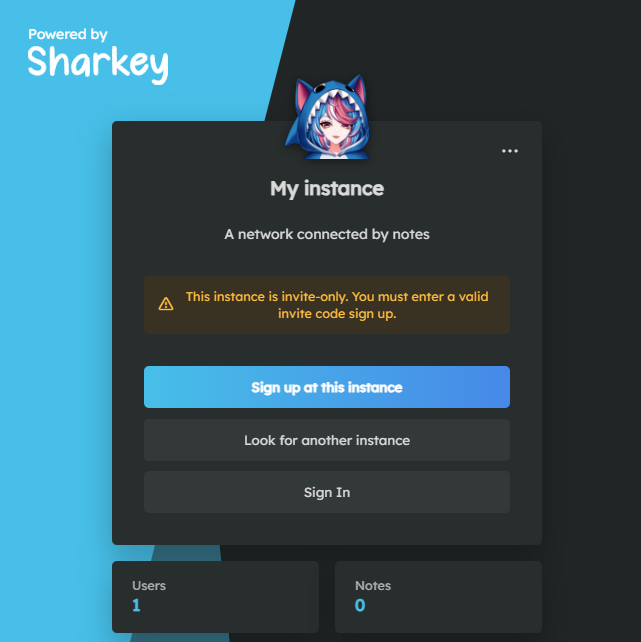 Powered by
Sharkey
My instance
A network connected by notes
This instance is invite-only. You must enter a valid
invite code sign up.
Sign up at this instance
Look for another instance
Sign In
Users
1
Notes
0